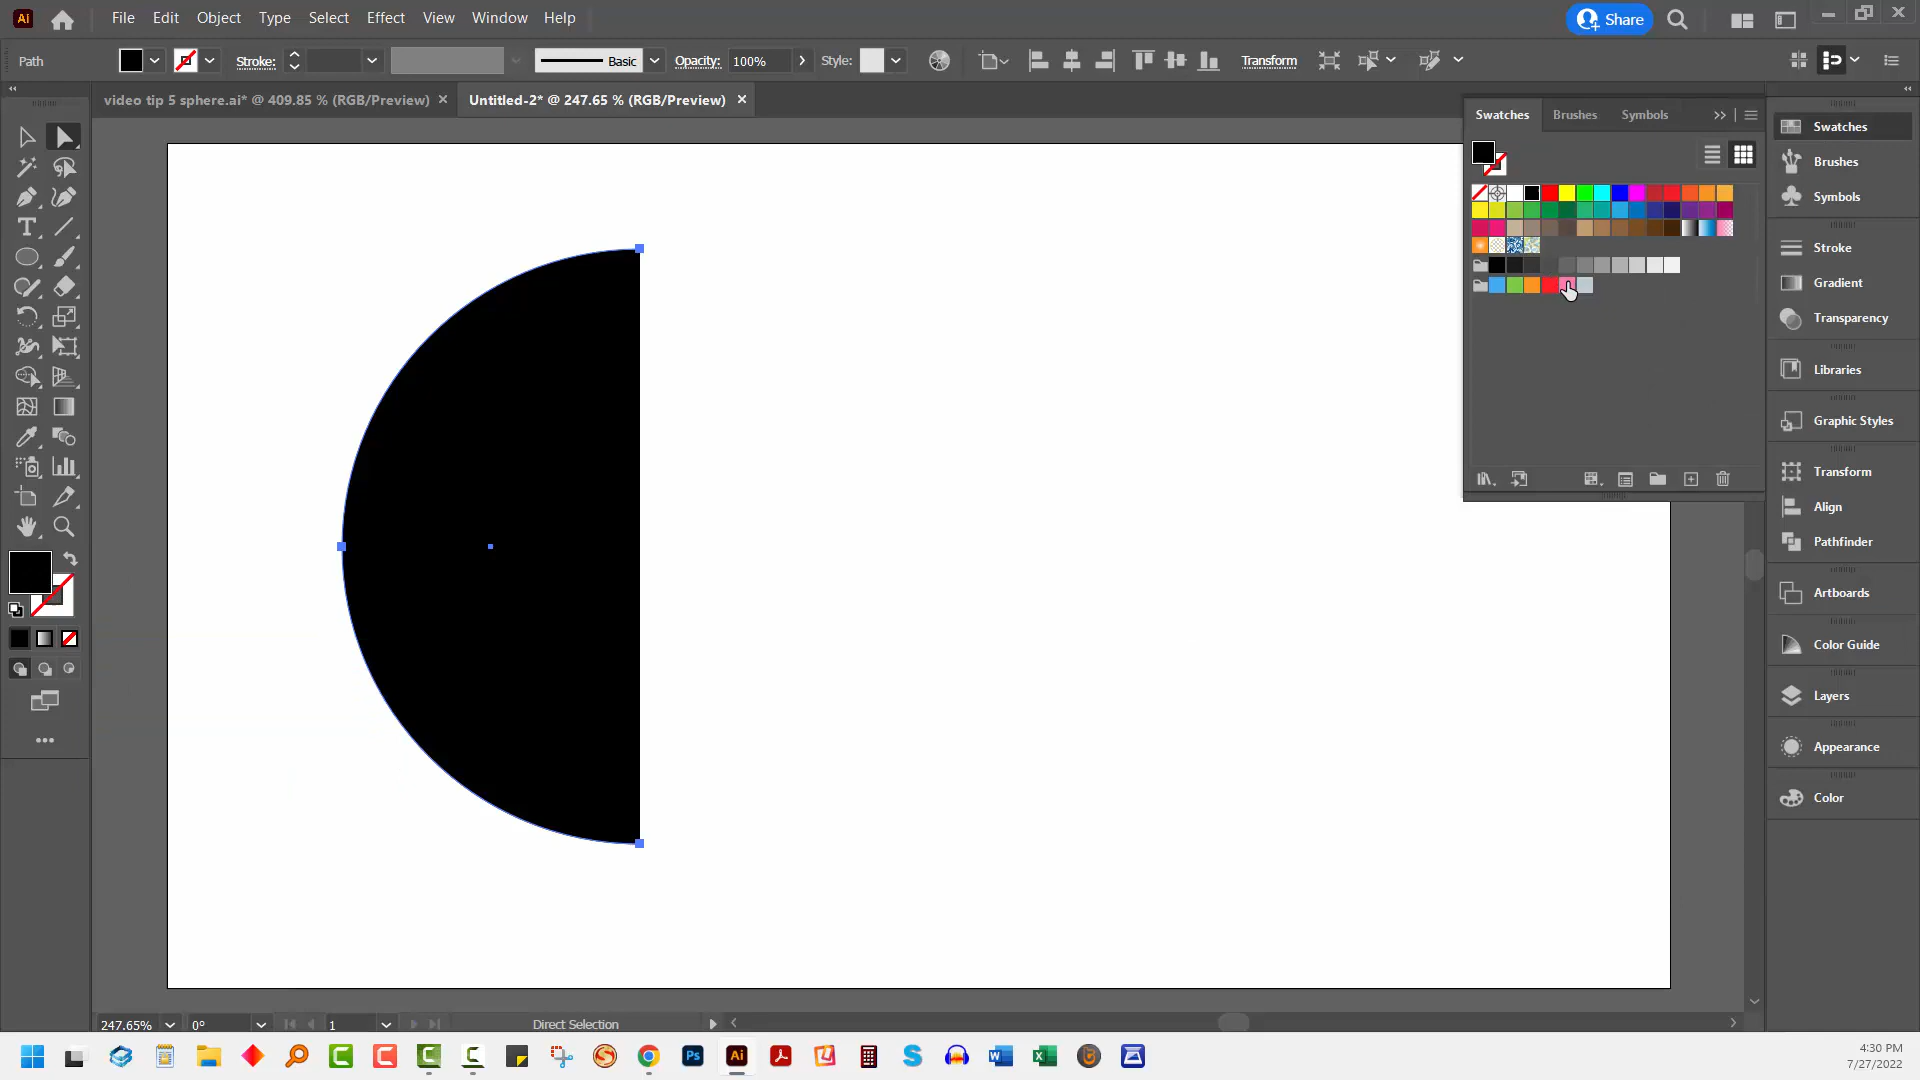 Ai File Edit Object Type Select Effect View Window Help Share
Path Stroke: Basic Opacity: 100% Style: Transform
video tip 5 sphere.ai* @ 409.85 % (RGB/Preview) Untitled-2* @ 247.65 % (RGB/Preview)
Swatches Brushes Symbols
Swatches
Brushes
Symbols
Stroke
Gradient
Transparency
Libraries
Graphic Styles
Transform
Align
Pathfinder
Artboards
Color Guide
Layers
Appearance
Color
247.65% 0° 1 Direct Selection
Ps Ai
4:30 PM
7/27/2022